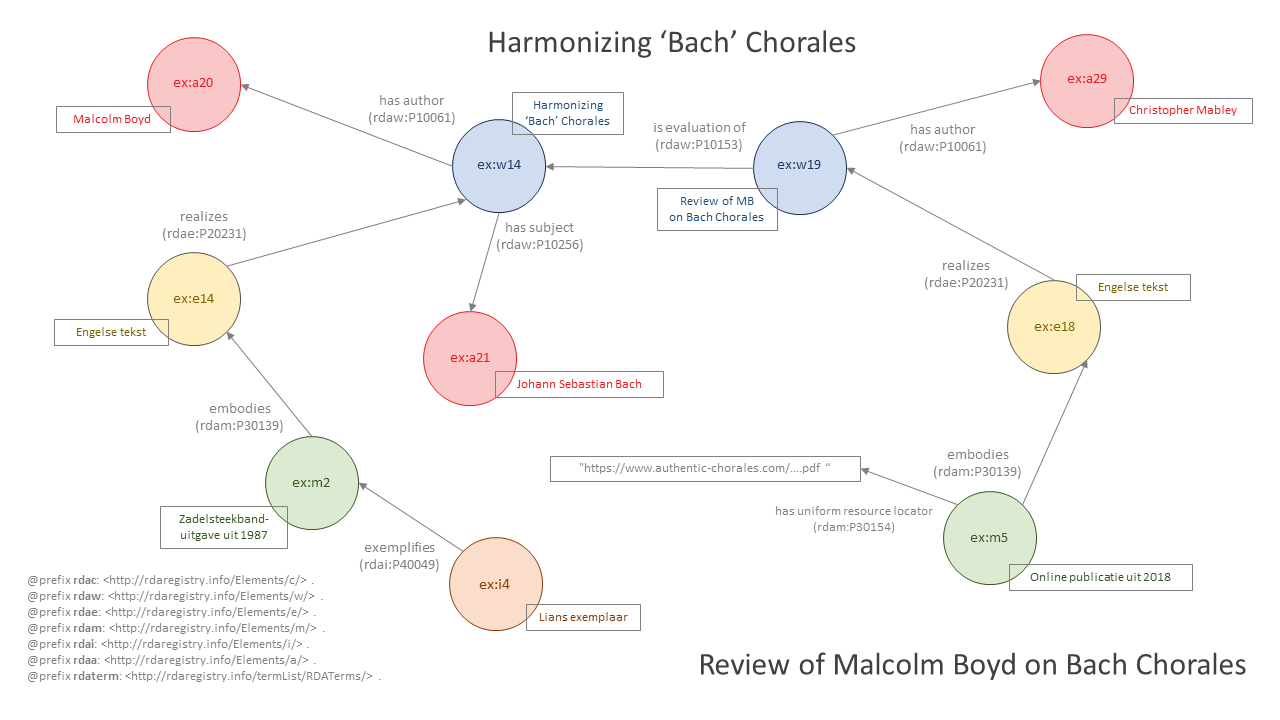 Harmonizing ‘Bach’ Chorales
ex:a20
Malcolm Boyd
has author
(rdaw:P10061)
Harmonizing
‘Bach’ Chorales
ex:w14
is evaluation of
(rdaw:P10153)
ex:w19
Review of MB
on Bach Chorales
has author
(rdaw:P10061)
ex:a29
Christopher Mabley
realizes
(rdae:P20231)
has subject
(rdaw:P10256)
ex:e14
Engelse tekst
ex:a21
Johann Sebastian Bach
realizes
(rdae:P20231)
Engelse tekst
ex:e18
embodies
(rdam:P30139)
ex:m2
Zadelsteekband-
uitgave uit 1987
exemplifies
(rdai:P40049)
ex:i4
Lians exemplaar
"https://www.authentic-chorales.com/....pdf “
has uniform resource locator
(rdam:P30154)
embodies
(rdam:P30139)
ex:m5
Online publicatie uit 2018
@prefix rdac: <http://rdaregistry.info/Elements/c/> .
@prefix rdaw: <http://rdaregistry.info/Elements/w/> .
@prefix rdae: <http://rdaregistry.info/Elements/e/> .
@prefix rdam: <http://rdaregistry.info/Elements/m/> .
@prefix rdai: <http://rdaregistry.info/Elements/i/> .
@prefix rdaa: <http://rdaregistry.info/Elements/a/> .
@prefix rdaterm: <http://rdaregistry.info/termList/RDATerms/> .
Review of Malcolm Boyd on Bach Chorales